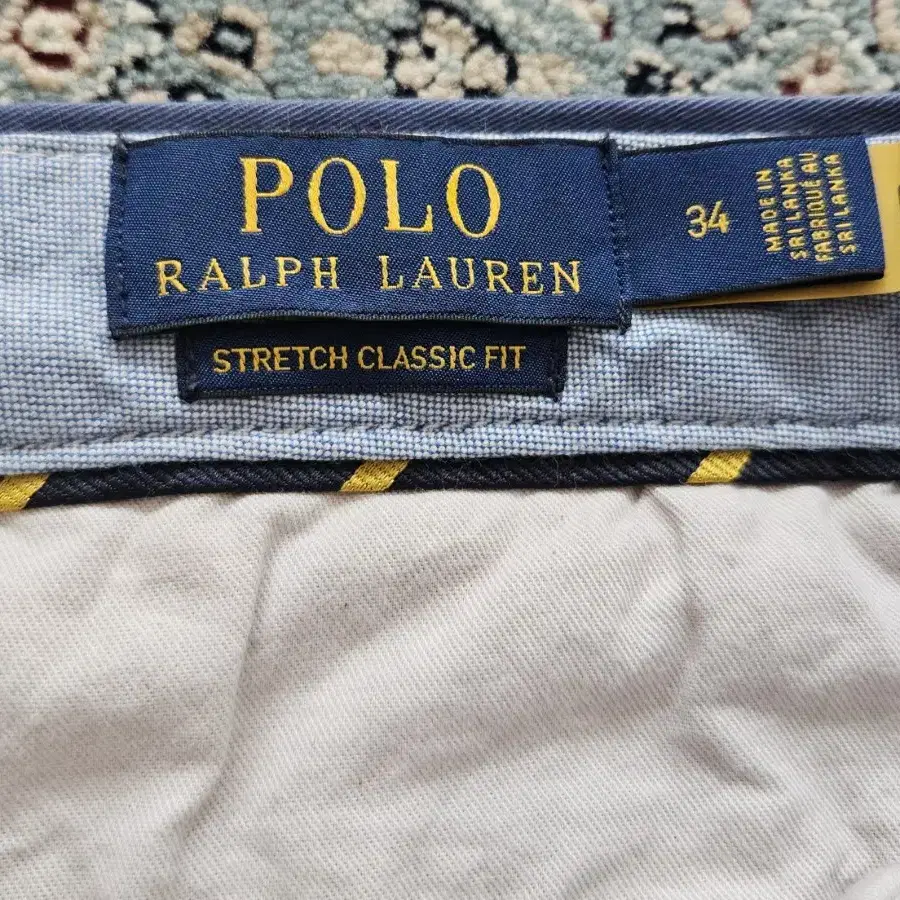 POLO
RALPH LAUREN
STRETCH CLASSIC FIT
34
MADE IN
SRI LANKA
FABRIQUÉ AU
SRI LANKA